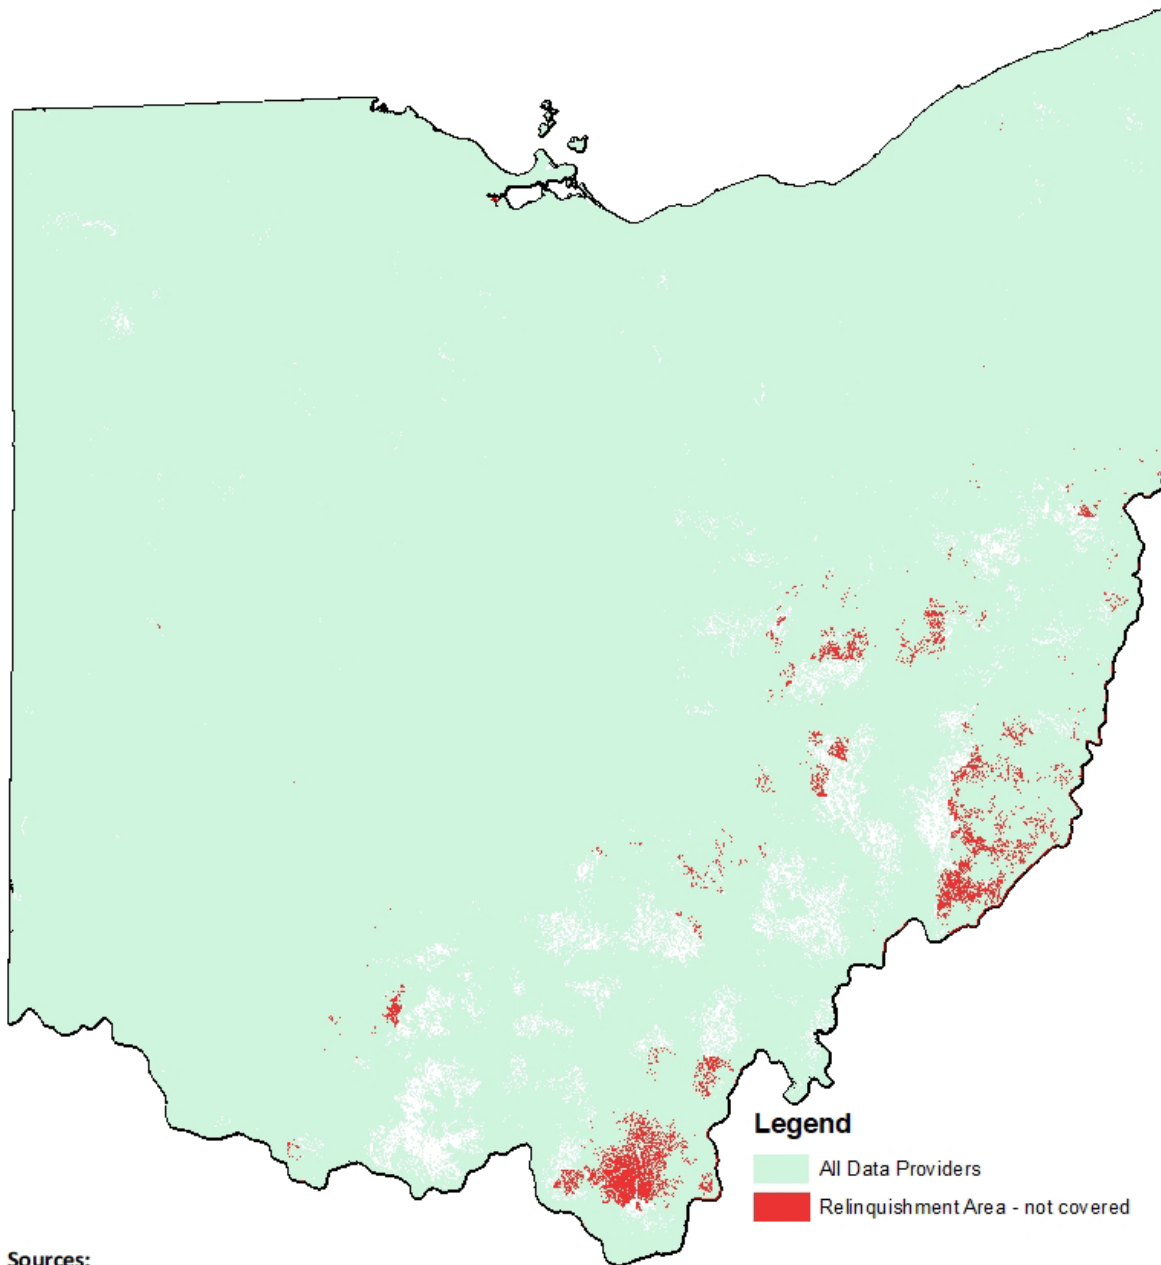 Legend
All Data Providers
Relinquishment Area - not covered
Sources: